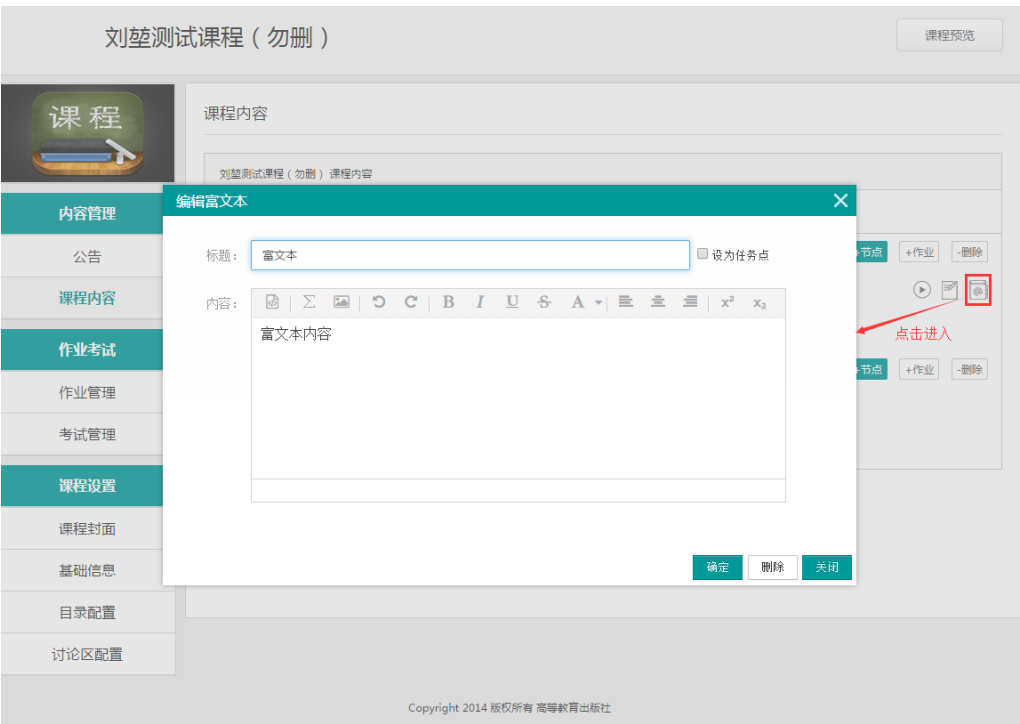 刘堃测试课程（勿删）
课程预览
课程
课程内容
刘堃测试课程（勿删）课程内容
内容管理
公告
课程内容
作业考试
作业管理
考试管理
课程设置
课程封面
基础信息
目录配置
讨论区配置
编辑富文本
标题：
富文本
设为任务点
内容：
Σ B I U S A x² x₂
富文本内容
确定 删除 关闭
+节点 +作业 -删除
点击进入
+节点 +作业 -删除
Copyright 2014 版权所有 高等教育出版社